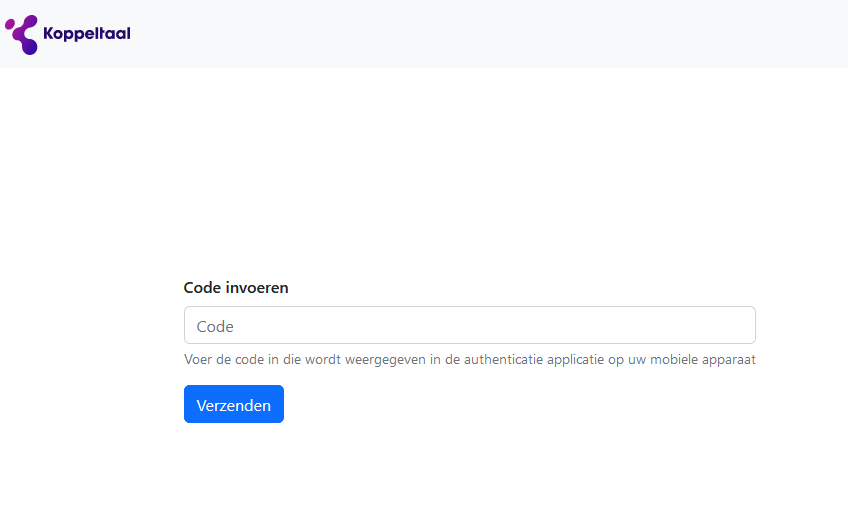 Koppeltaal
Code invoeren
Code
Voer de code in die wordt weergegeven in de authenticatie applicatie op uw mobiele apparaat
Verzenden